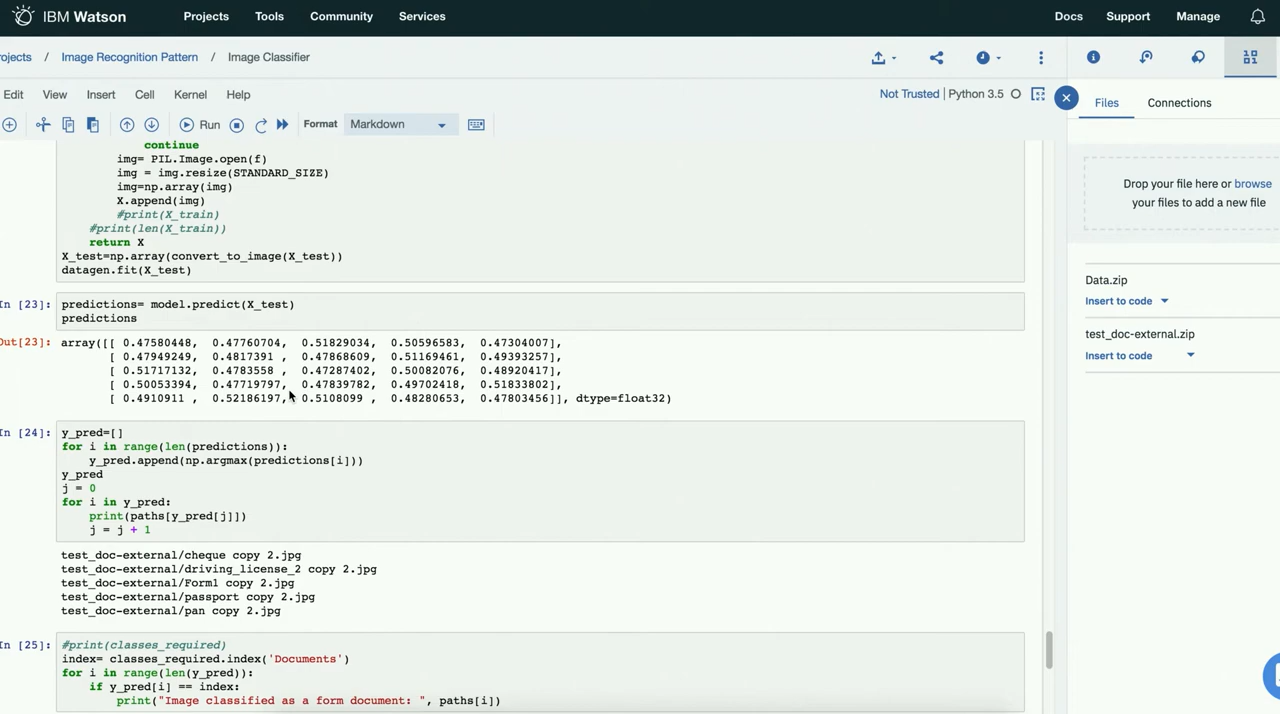 IBM Watson Projects Tools Community Services Docs Support Manage
rojects / Image Recognition Pattern / Image Classifier
Edit View Insert Cell Kernel Help Not Trusted | Python 3.5
Run Format Markdown
Files Connections
Drop your file here or browse
your files to add a new file
Data.zip
Insert to code
test_doc-external.zip
Insert to code
continue
img= PIL.Image.open(f)
img = img.resize(STANDARD_SIZE)
img=np.array(img)
X.append(img)
#print(X_train)
#print(len(X_train))
return X
X_test=np.array(convert_to_image(X_test))
datagen.fit(X_test)
n [23]: predictions= model.predict(X_test)
predictions
Out[23]: array([[ 0.47580448, 0.47760704, 0.51829034, 0.50596583, 0.47304007],
[ 0.47949249, 0.4817391 , 0.47868609, 0.51169461, 0.49393257],
[ 0.51717132, 0.4783558 , 0.47287402, 0.50082076, 0.48920417],
[ 0.50053394, 0.47719797, 0.47839782, 0.49702418, 0.51833802],
[ 0.4910911 , 0.52186197, 0.5108099 , 0.48280653, 0.47803456]], dtype=float32)
n [24]: y_pred=[]
for i in range(len(predictions)):
y_pred.append(np.argmax(predictions[i]))
y_pred
j = 0
for i in y_pred:
print(paths[y_pred[j]])
j = j + 1
test_doc-external/cheque copy 2.jpg
test_doc-external/driving_license_2 copy 2.jpg
test_doc-external/Form1 copy 2.jpg
test_doc-external/passport copy 2.jpg
test_doc-external/pan copy 2.jpg
n [25]: #print(classes_required)
index= classes_required.index('Documents')
for i in range(len(y_pred)):
if y_pred[i] == index:
print("Image classified as a form document: ", paths[i])